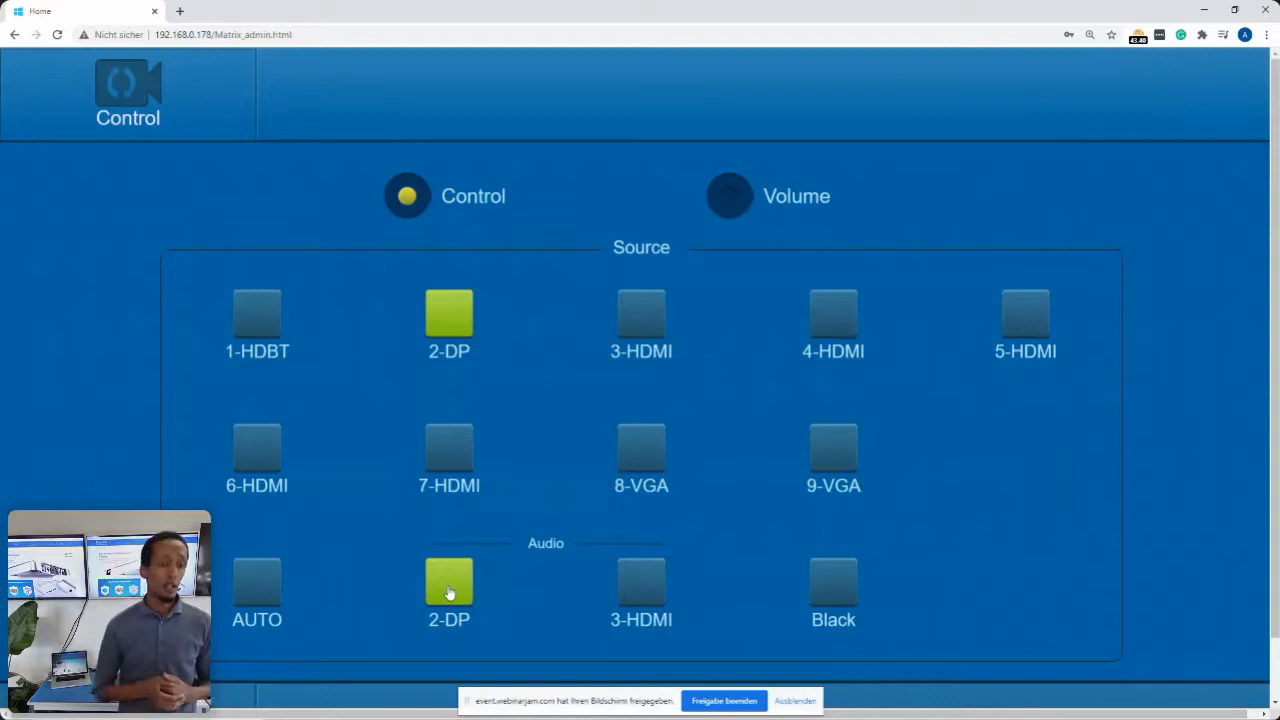 Home
Nicht sicher
192.168.0.178/Matrix_admin.html
43.40
A
Control
Control
Volume
Source
1-HDBT
2-DP
3-HDMI
4-HDMI
5-HDMI
6-HDMI
7-HDMI
8-VGA
9-VGA
Audio
AUTO
2-DP
3-HDMI
Black
event.webinarjam.com hat Ihren Bildschirm freigegeben.
Freigabe beenden
Ausblenden